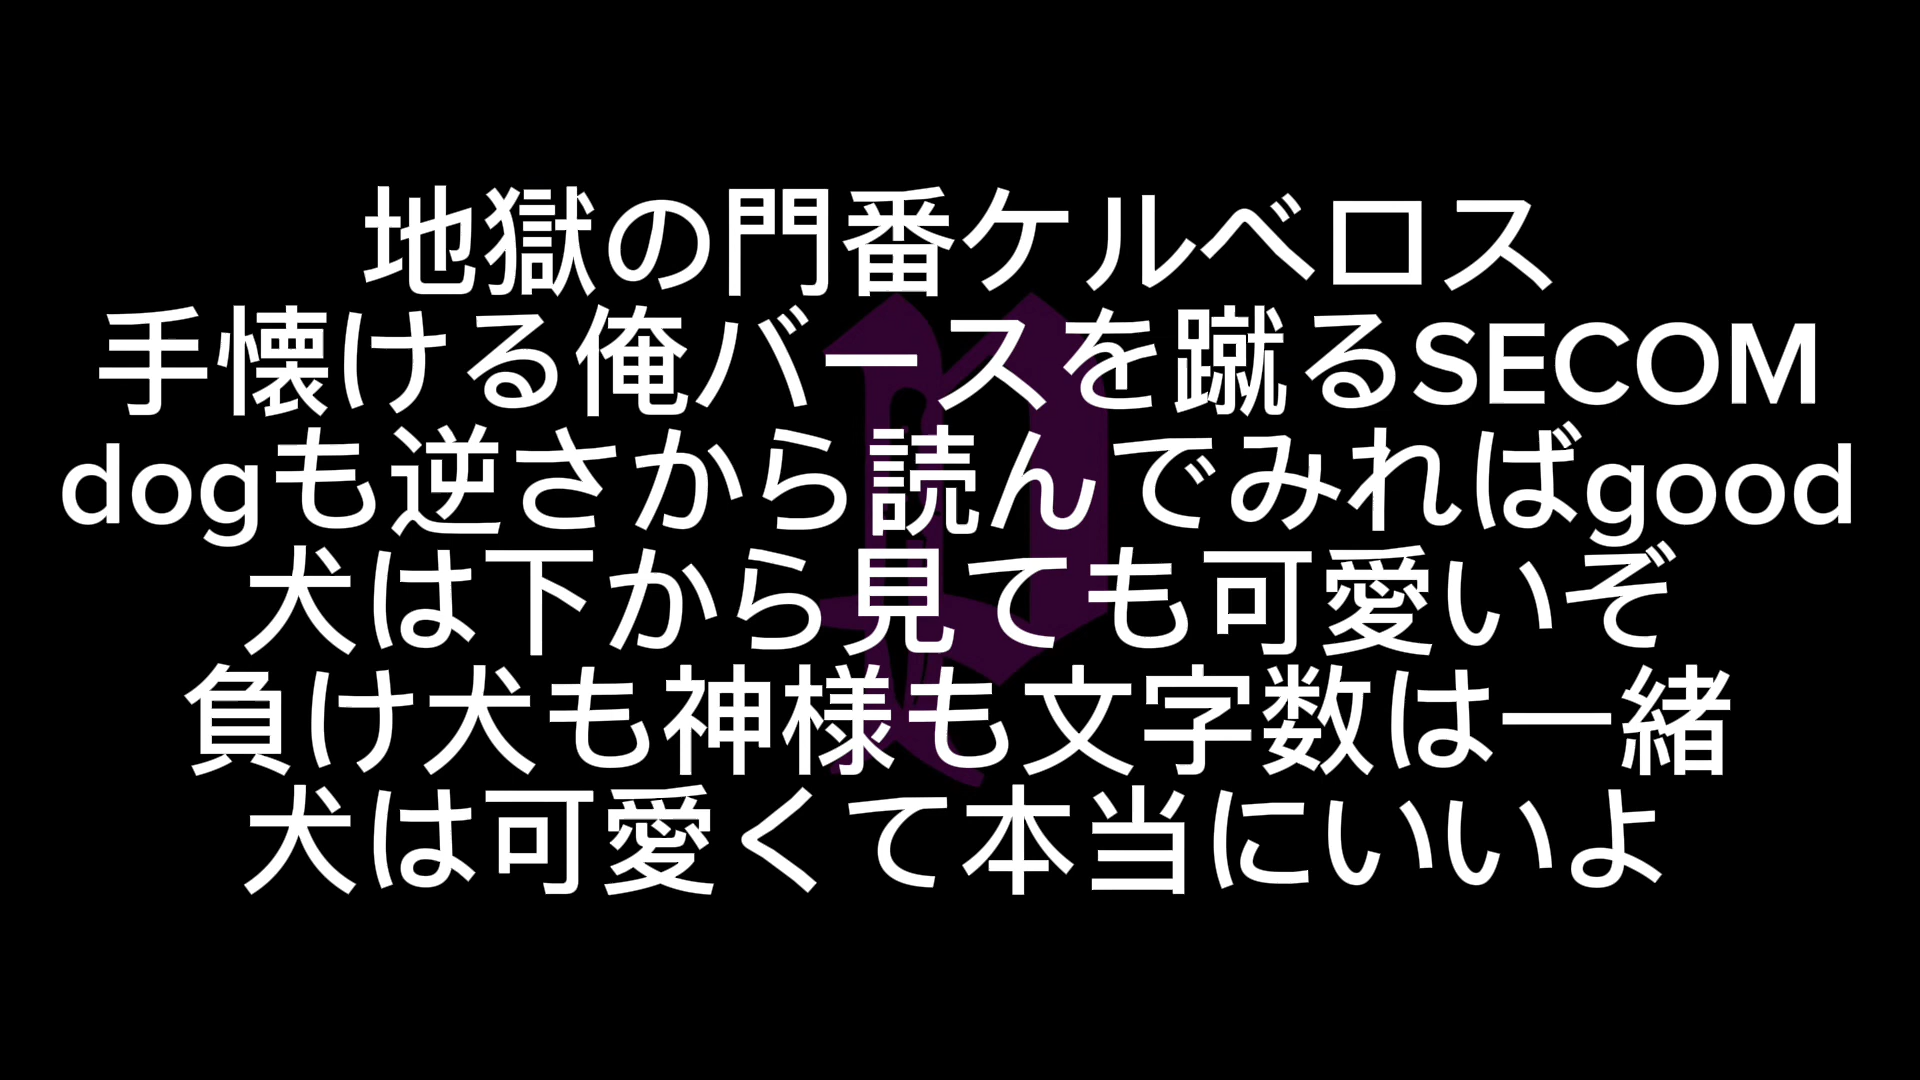 地獄の門番ケルベロス
手懐ける俺バースを蹴るSECOM
dogも逆さから読んでみればgood
犬は下から見ても可愛いぞ
負け犬も神様も文字数は一緒
犬は可愛くて本当にいいよ